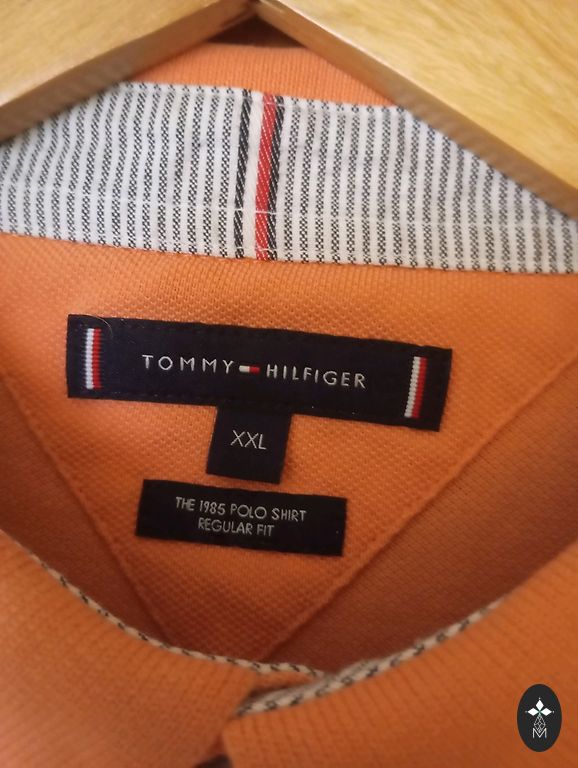 TOMMY HILFIGER
XXL
THE 1985 POLO SHIRT
REGULAR FIT
M